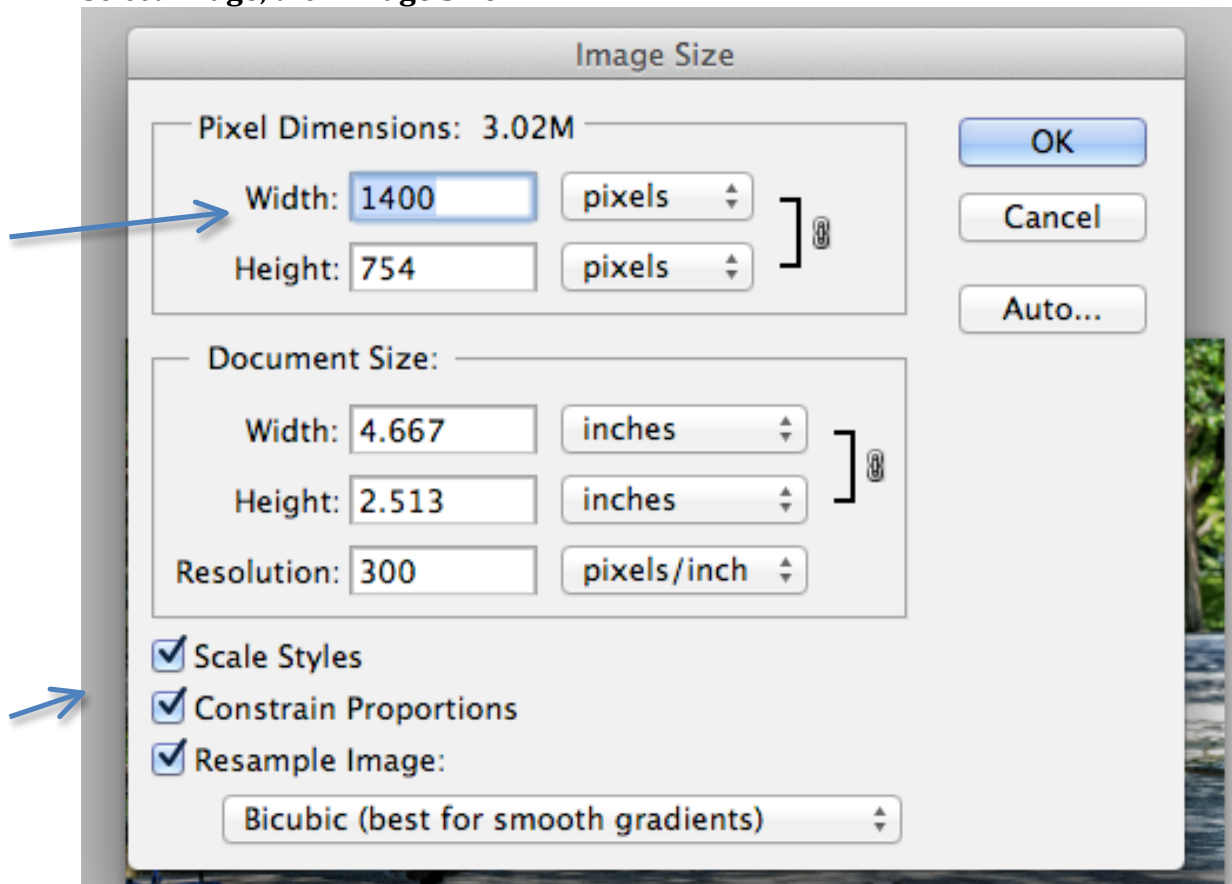 Image Size
Pixel Dimensions: 3.02M
OK
Width: 1400 pixels
Cancel
Height: 754 pixels
Auto...
Document Size:
Width: 4.667 inches
Height: 2.513 inches
Resolution: 300 pixels/inch
Scale Styles
Constrain Proportions
Resample Image:
Bicubic (best for smooth gradients)